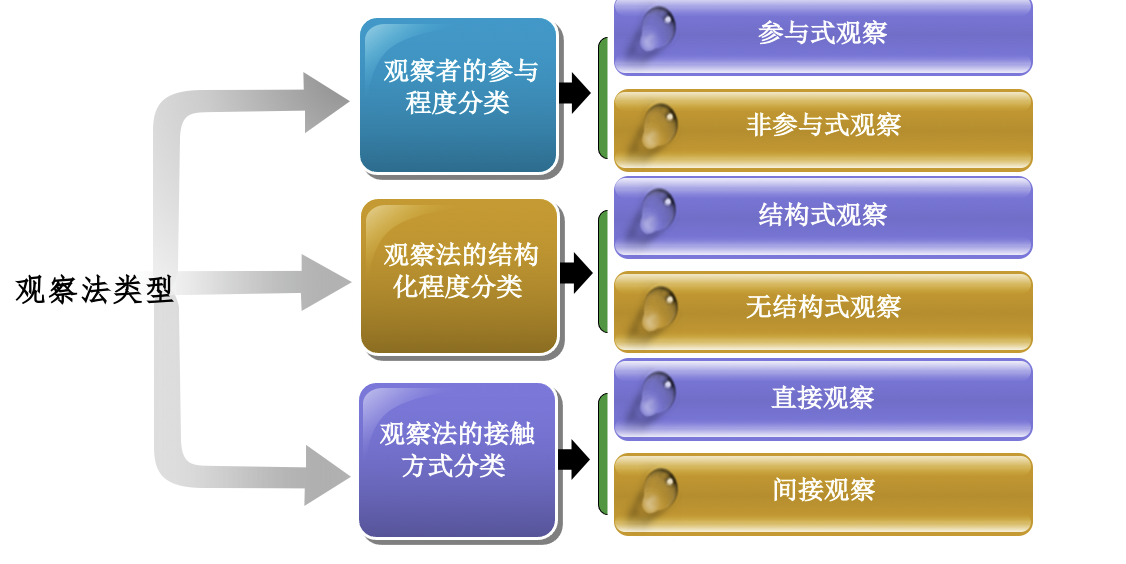 观察法类型
观察者的参与
程度分类
参与式观察
非参与式观察
观察法的结构
化程度分类
结构式观察
无结构式观察
观察法的接触
方式分类
直接观察
间接观察